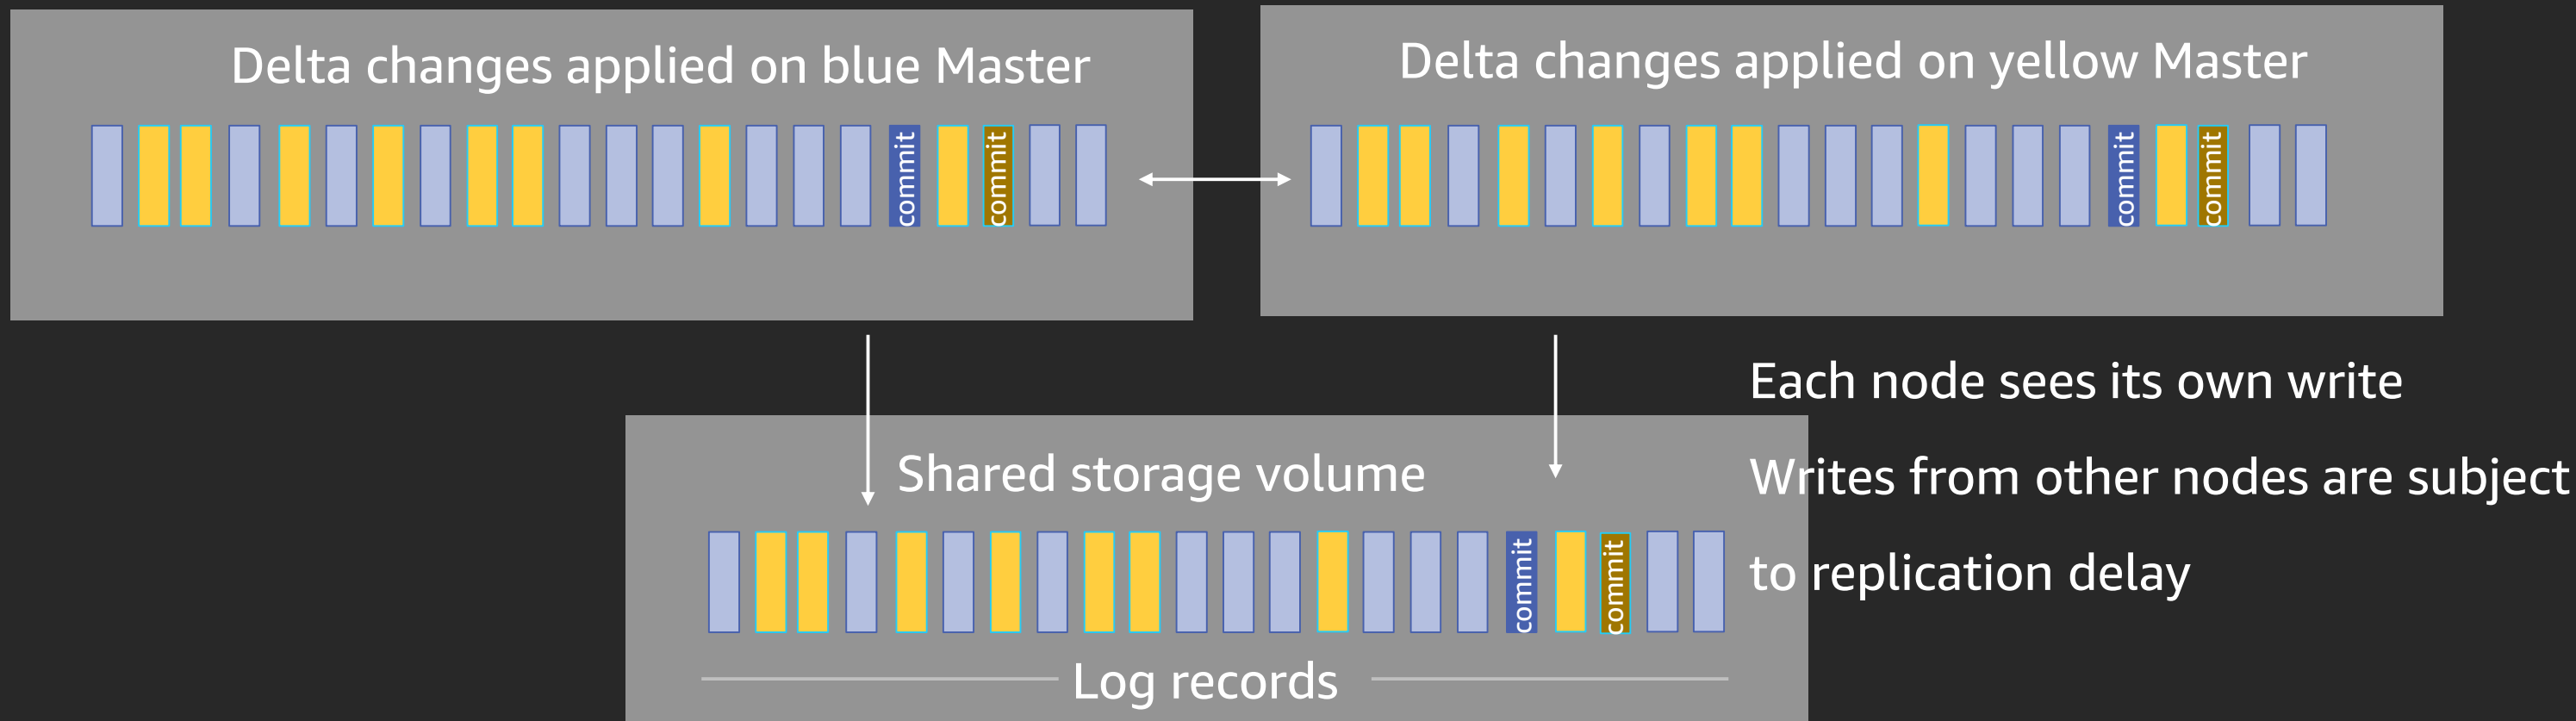 Delta changes applied on blue Master
commit
commit
Delta changes applied on yellow Master
commit
commit
Each node sees its own write
Writes from other nodes are subject
to replication delay
Shared storage volume
commit
commit
Log records